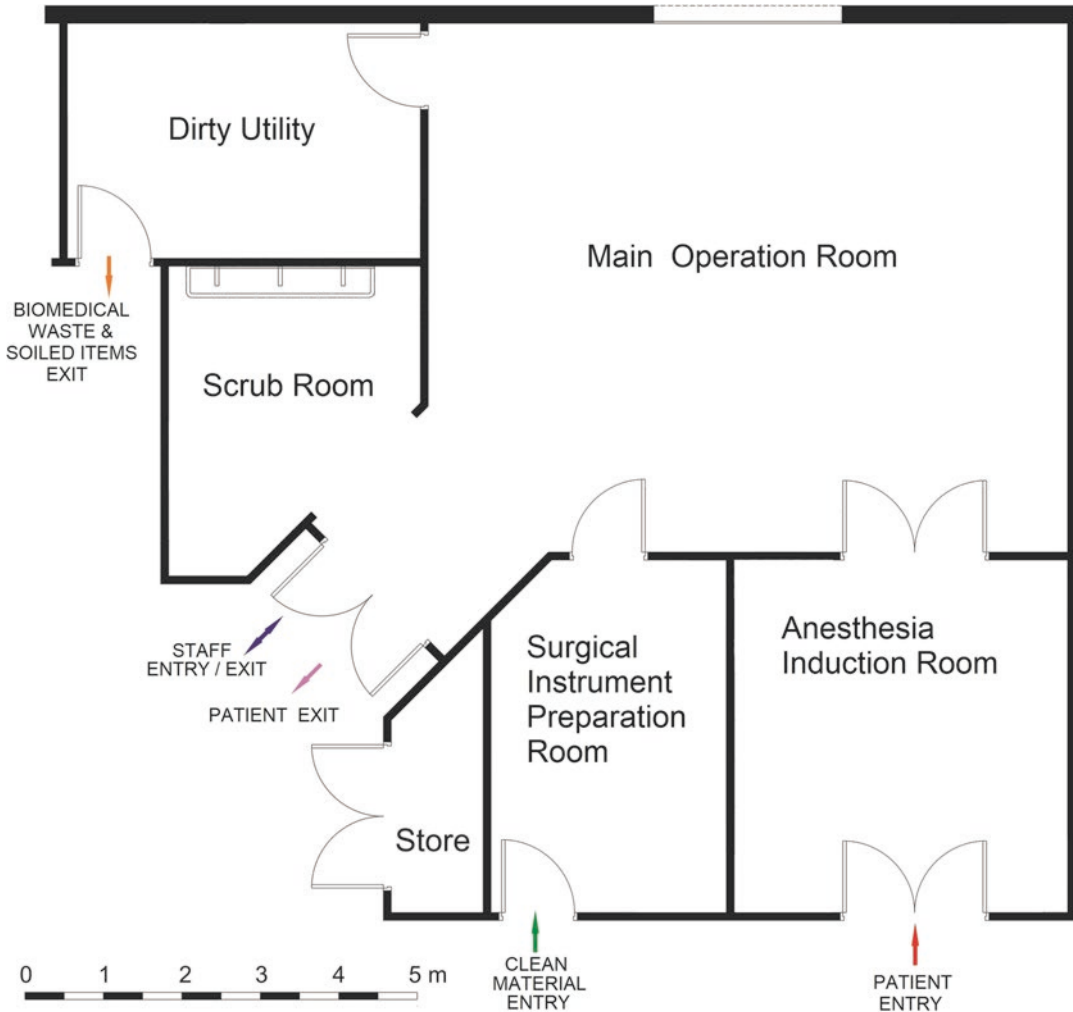 Dirty Utility
Main Operation Room
BIOMEDICAL
WASTE &
SOILED ITEMS
EXIT
Scrub Room
STAFF
ENTRY / EXIT
PATIENT EXIT
Surgical
Instrument
Preparation
Room
Anesthesia
Induction Room
Store
CLEAN
MATERIAL
ENTRY
PATIENT
ENTRY
0 1 2 3 4 5 m